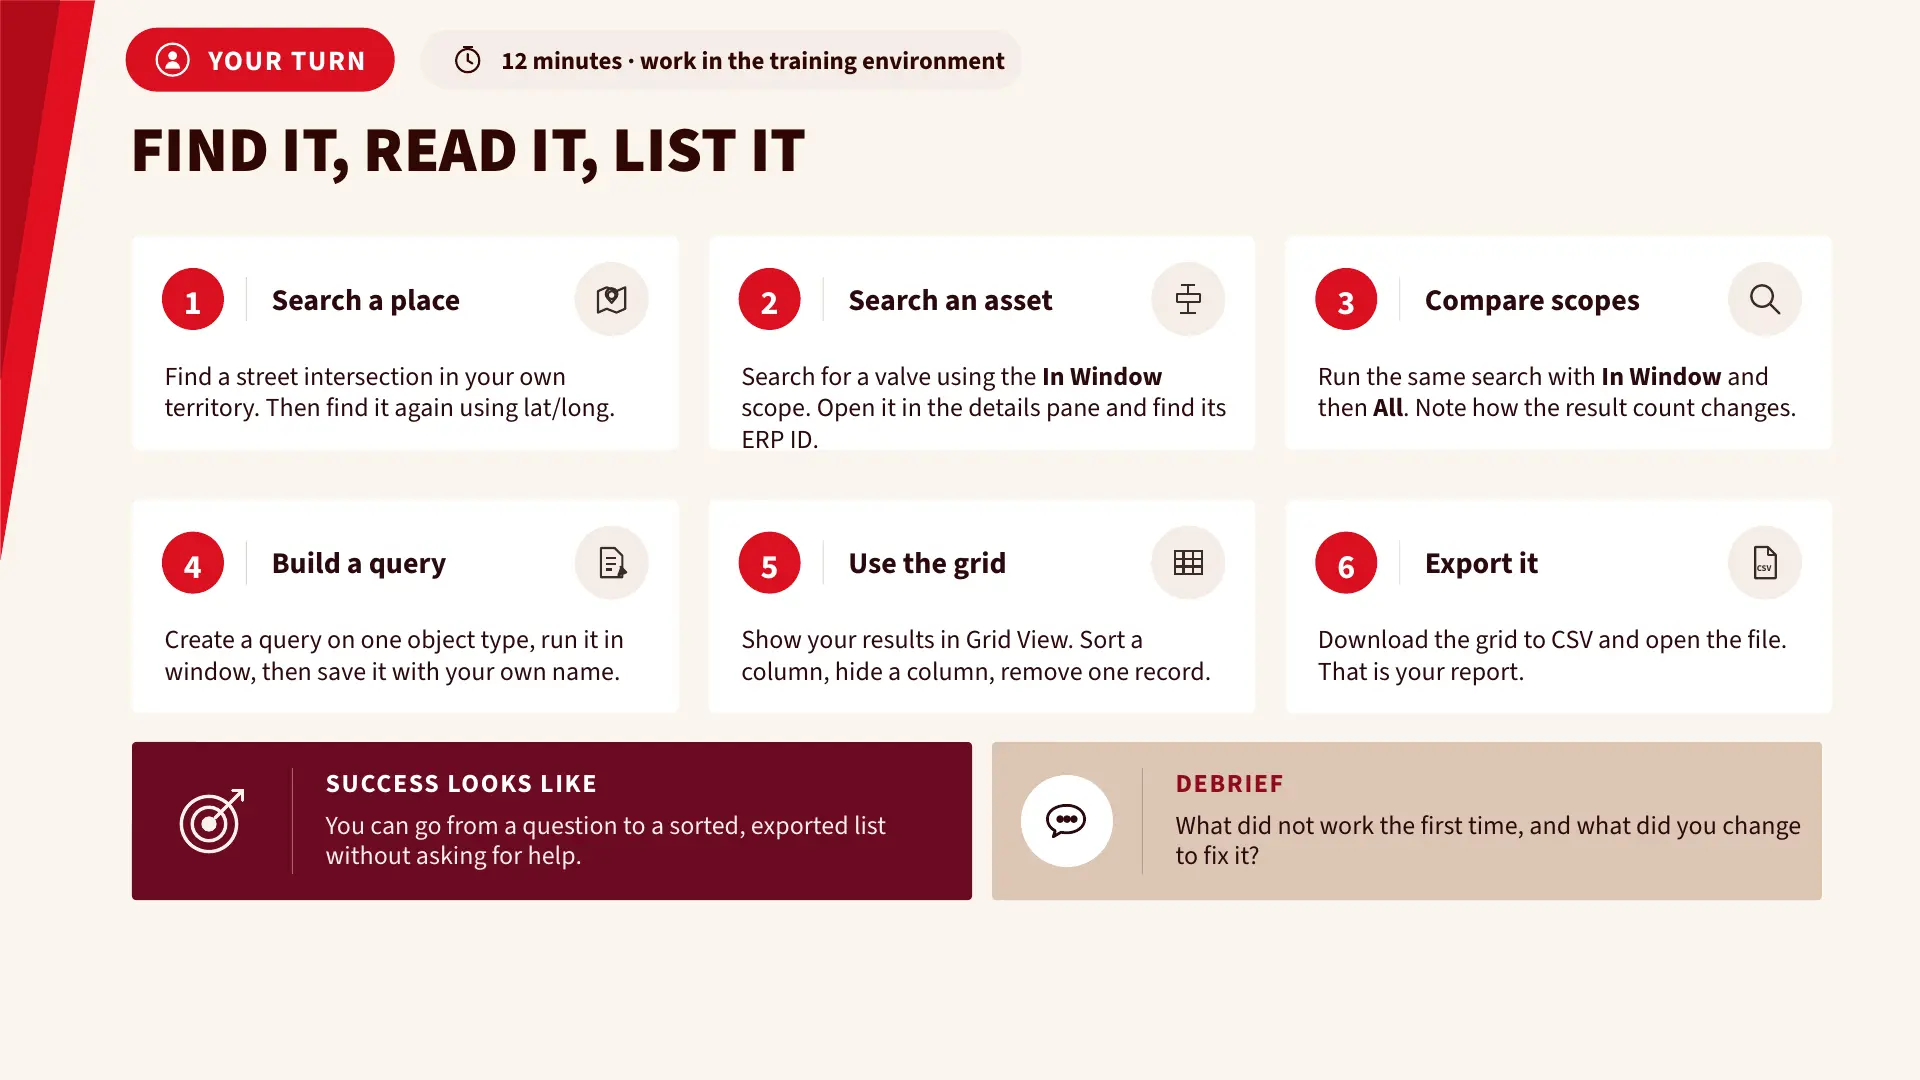 YOUR TURN
12 minutes · work in the training environment
FIND IT, READ IT, LIST IT
1
Search a place
Find a street intersection in your own
territory. Then find it again using lat/long.
2
Search an asset
Search for a valve using the In Window
scope. Open it in the details pane and find its
ERP ID.
3
Compare scopes
Run the same search with In Window and
then All. Note how the result count changes.
4
Build a query
Create a query on one object type, run it in
window, then save it with your own name.
5
Use the grid
Show your results in Grid View. Sort a
column, hide a column, remove one record.
6
Export it
CSV
Download the grid to CSV and open the file.
That is your report.
SUCCESS LOOKS LIKE
You can go from a question to a sorted, exported list
without asking for help.
DEBRIEF
What did not work the first time, and what did you change
to fix it?